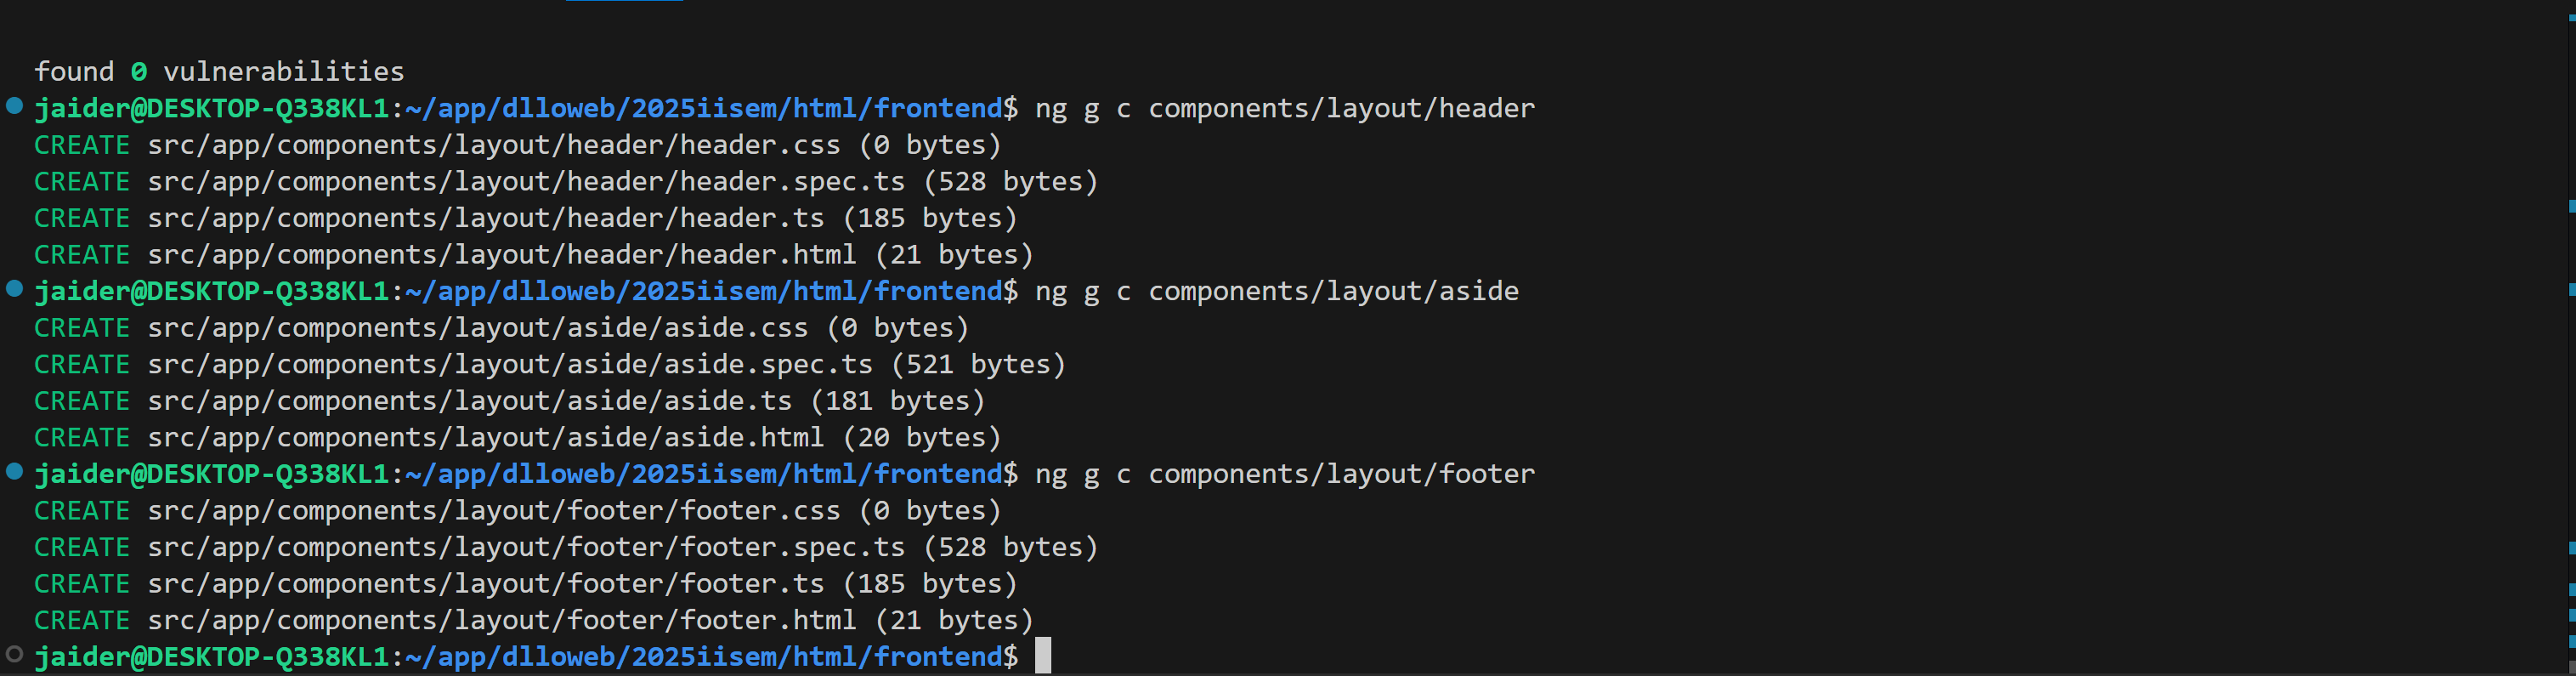 found 0 vulnerabilities
jaider@DESKTOP-Q338KL1:~/app/dlloweb/2025iisem/html/frontend$ ng g c components/layout/header
CREATE src/app/components/layout/header/header.css (0 bytes)
CREATE src/app/components/layout/header/header.spec.ts (528 bytes)
CREATE src/app/components/layout/header/header.ts (185 bytes)
CREATE src/app/components/layout/header/header.html (21 bytes)
jaider@DESKTOP-Q338KL1:~/app/dlloweb/2025iisem/html/frontend$ ng g c components/layout/aside
CREATE src/app/components/layout/aside/aside.css (0 bytes)
CREATE src/app/components/layout/aside/aside.spec.ts (521 bytes)
CREATE src/app/components/layout/aside/aside.ts (181 bytes)
CREATE src/app/components/layout/aside/aside.html (20 bytes)
jaider@DESKTOP-Q338KL1:~/app/dlloweb/2025iisem/html/frontend$ ng g c components/layout/footer
CREATE src/app/components/layout/footer/footer.css (0 bytes)
CREATE src/app/components/layout/footer/footer.spec.ts (528 bytes)
CREATE src/app/components/layout/footer/footer.ts (185 bytes)
CREATE src/app/components/layout/footer/footer.html (21 bytes)
jaider@DESKTOP-Q338KL1:~/app/dlloweb/2025iisem/html/frontend$